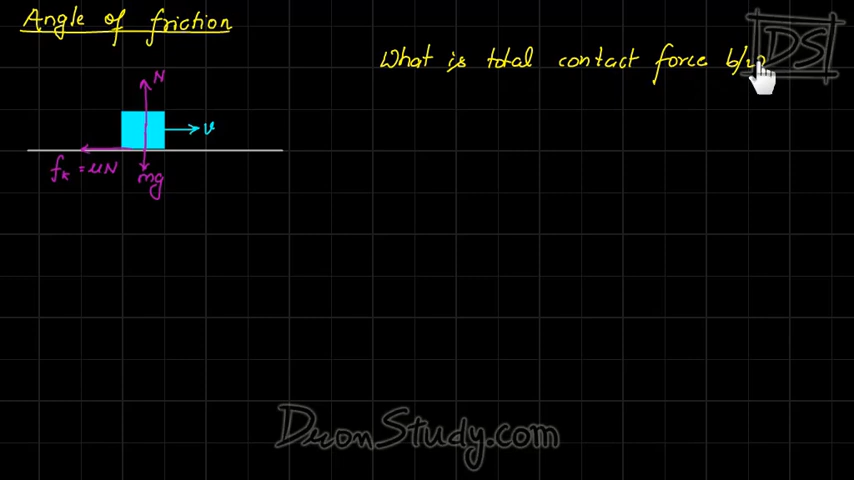 Angle of friction
What is total contact force b/w
N
v
fk = μN
mg
DS
DronStudy.com